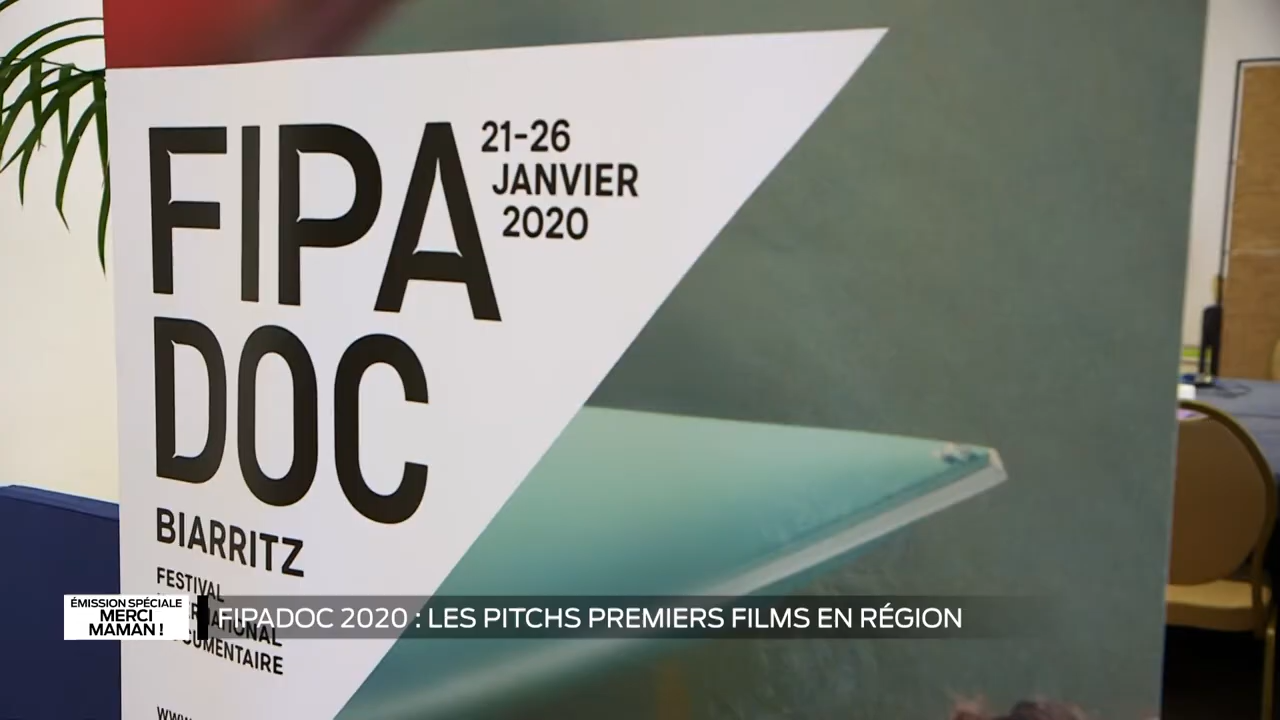 FIPA
DOC
21-26
JANVIER
2020
BIARRITZ
FESTIVAL
DOCUMENTAIRE
ÉMISSION SPÉCIALE
MERCI
MAMAN !
FIPADOC 2020 : LES PITCHS PREMIERS FILMS EN RÉGION